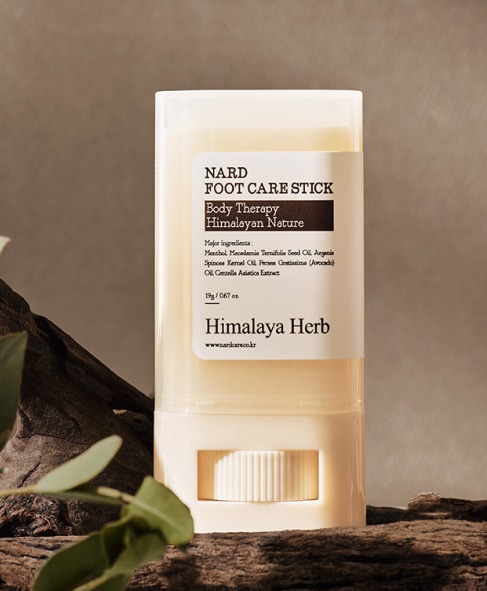 NARD
FOOT CARE STICK
Body Therapy
Himalayan Nature
Major ingredients :
Menthol, Macadamia Ternifolia Seed Oil, Argania
Spinosa Kernel Oil, Persea Gratissima (Avocado)
Oil, Centella Asiatica Extract
19g / 0.67 oz.
Himalaya Herb
www.nardcare.co.kr